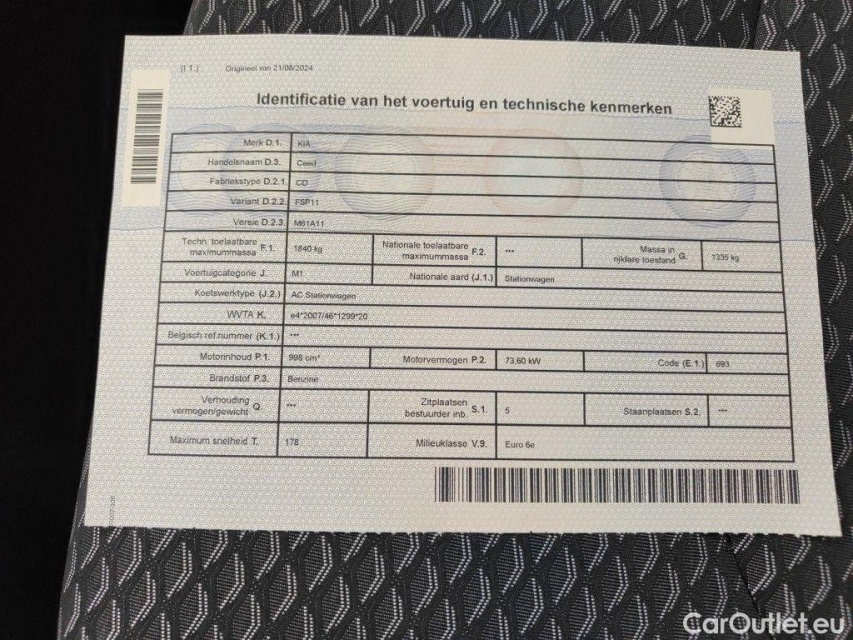 (I 1.) Origineel van 21/08/2024
Identificatie van het voertuig en technische kenmerken
Merk D.1. KIA
Handelsnaam D.3. Ceed
Fabriekstype D.2.1. CD
Variant D.2.2. F5P11
Versie D.2.3. M61A11
Techn. toelaatbare maximummassa F.1. 1840 kg Nationale toelaatbare maximummassa F.2. --- Massa in rijklare toestand G. 1335 kg
Voertuigcategorie J. M1 Nationale aard (J.1.) Stationwagen
Koetswerktype (J.2.) AC Stationwagen
WVTA K. e4*2007/46*1299*20
Belgisch ref.nummer (K.1.) ---
Motorinhoud P.1. 998 cm³ Motorvermogen P.2. 73,60 kW Code (E.1.) 693
Brandstof P.3. Benzine
Verhouding vermogen/gewicht Q. --- Zitplaatsen bestuurder inb. S.1. 5 Staanplaatsen S.2. ---
Maximum snelheid T. 178 Milieuklasse V.9. Euro 6e
CarOutlet.eu